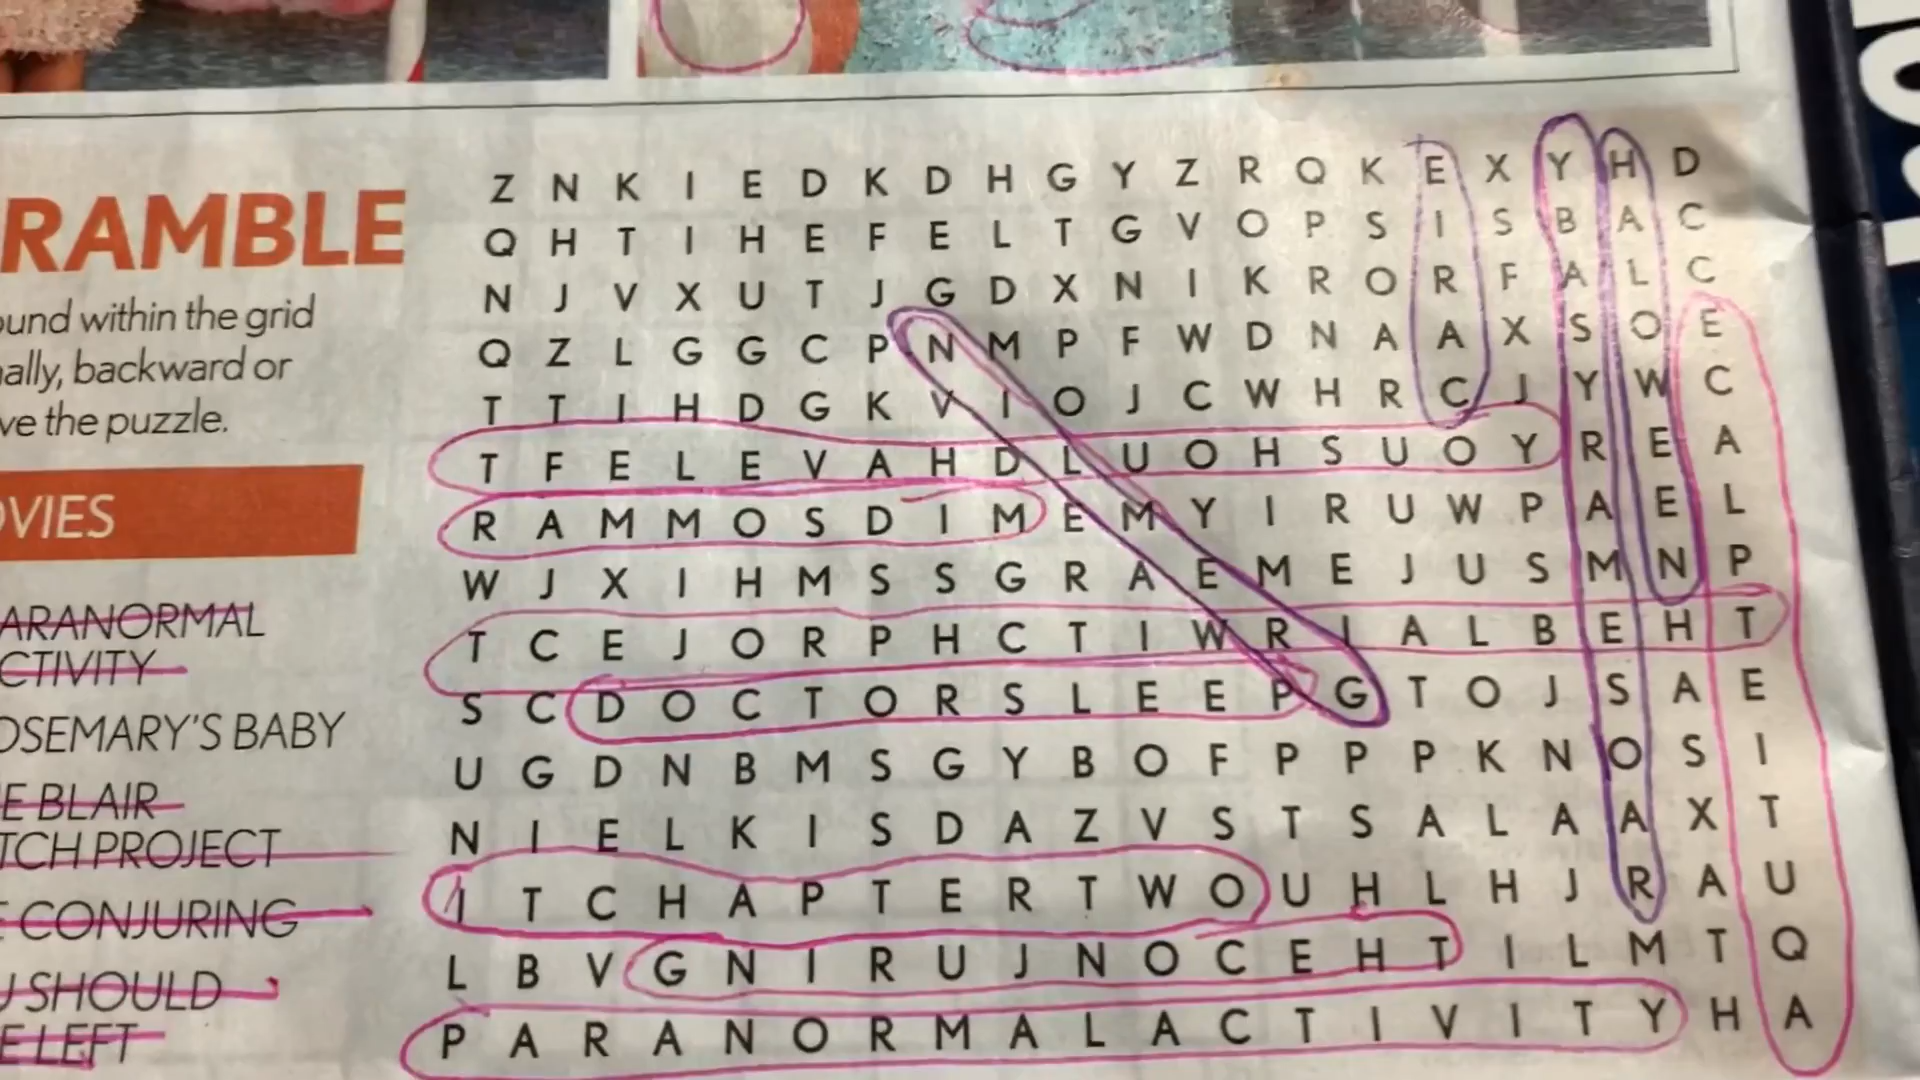 RAMBLE
ound within the grid
ally, backward or
ve the puzzle.
OVIES
ARANORMAL
CTIVITY
OSEMARY'S BABY
E BLAIR
TCH PROJECT
E CONJURING
U SHOULD
E LEFT
Z N K I E D K D H G Y Z R Q K E X Y H D
Q H T I H E F E L T G V O P S I S B A C
N J V X U T J G D X N I K R O R F A L C
Q Z L G G C P N M P F W D N A A X S O E
T T I H D G K V I O J C W H R C J Y W C
T F E L E V A H D L U O H S U O Y R E A
R A M M O S D I M E M Y I R U W P A E L
W J X I H M S S G R A E M E J U S M N P
T C E J O R P H C T I W R I A L B E H T
S C D O C T O R S L E E P G T O J S A E
U G D N B M S G Y B O F P P P K N O S I
N I E L K I S D A Z V S T S A L A A X T
I T C H A P T E R T W O U H L H J R A U
L B V G N I R U J N O C E H T I L M T Q
P A R A N O R M A L A C T I V I T Y H A